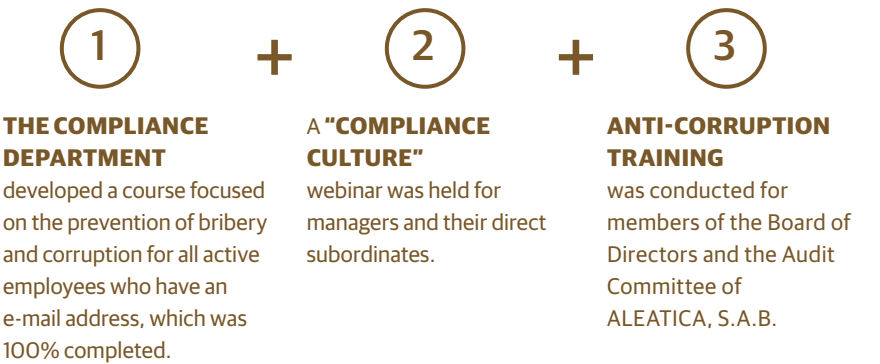 1
THE COMPLIANCE
DEPARTMENT
developed a course focused
on the prevention of bribery
and corruption for all active
employees who have an
e-mail address, which was
100% completed.
+
2
A "COMPLIANCE
CULTURE"
webinar was held for
managers and their direct
subordinates.
+
3
ANTI-CORRUPTION
TRAINING
was conducted for
members of the Board of
Directors and the Audit
Committee of
ALEATICA, S.A.B.